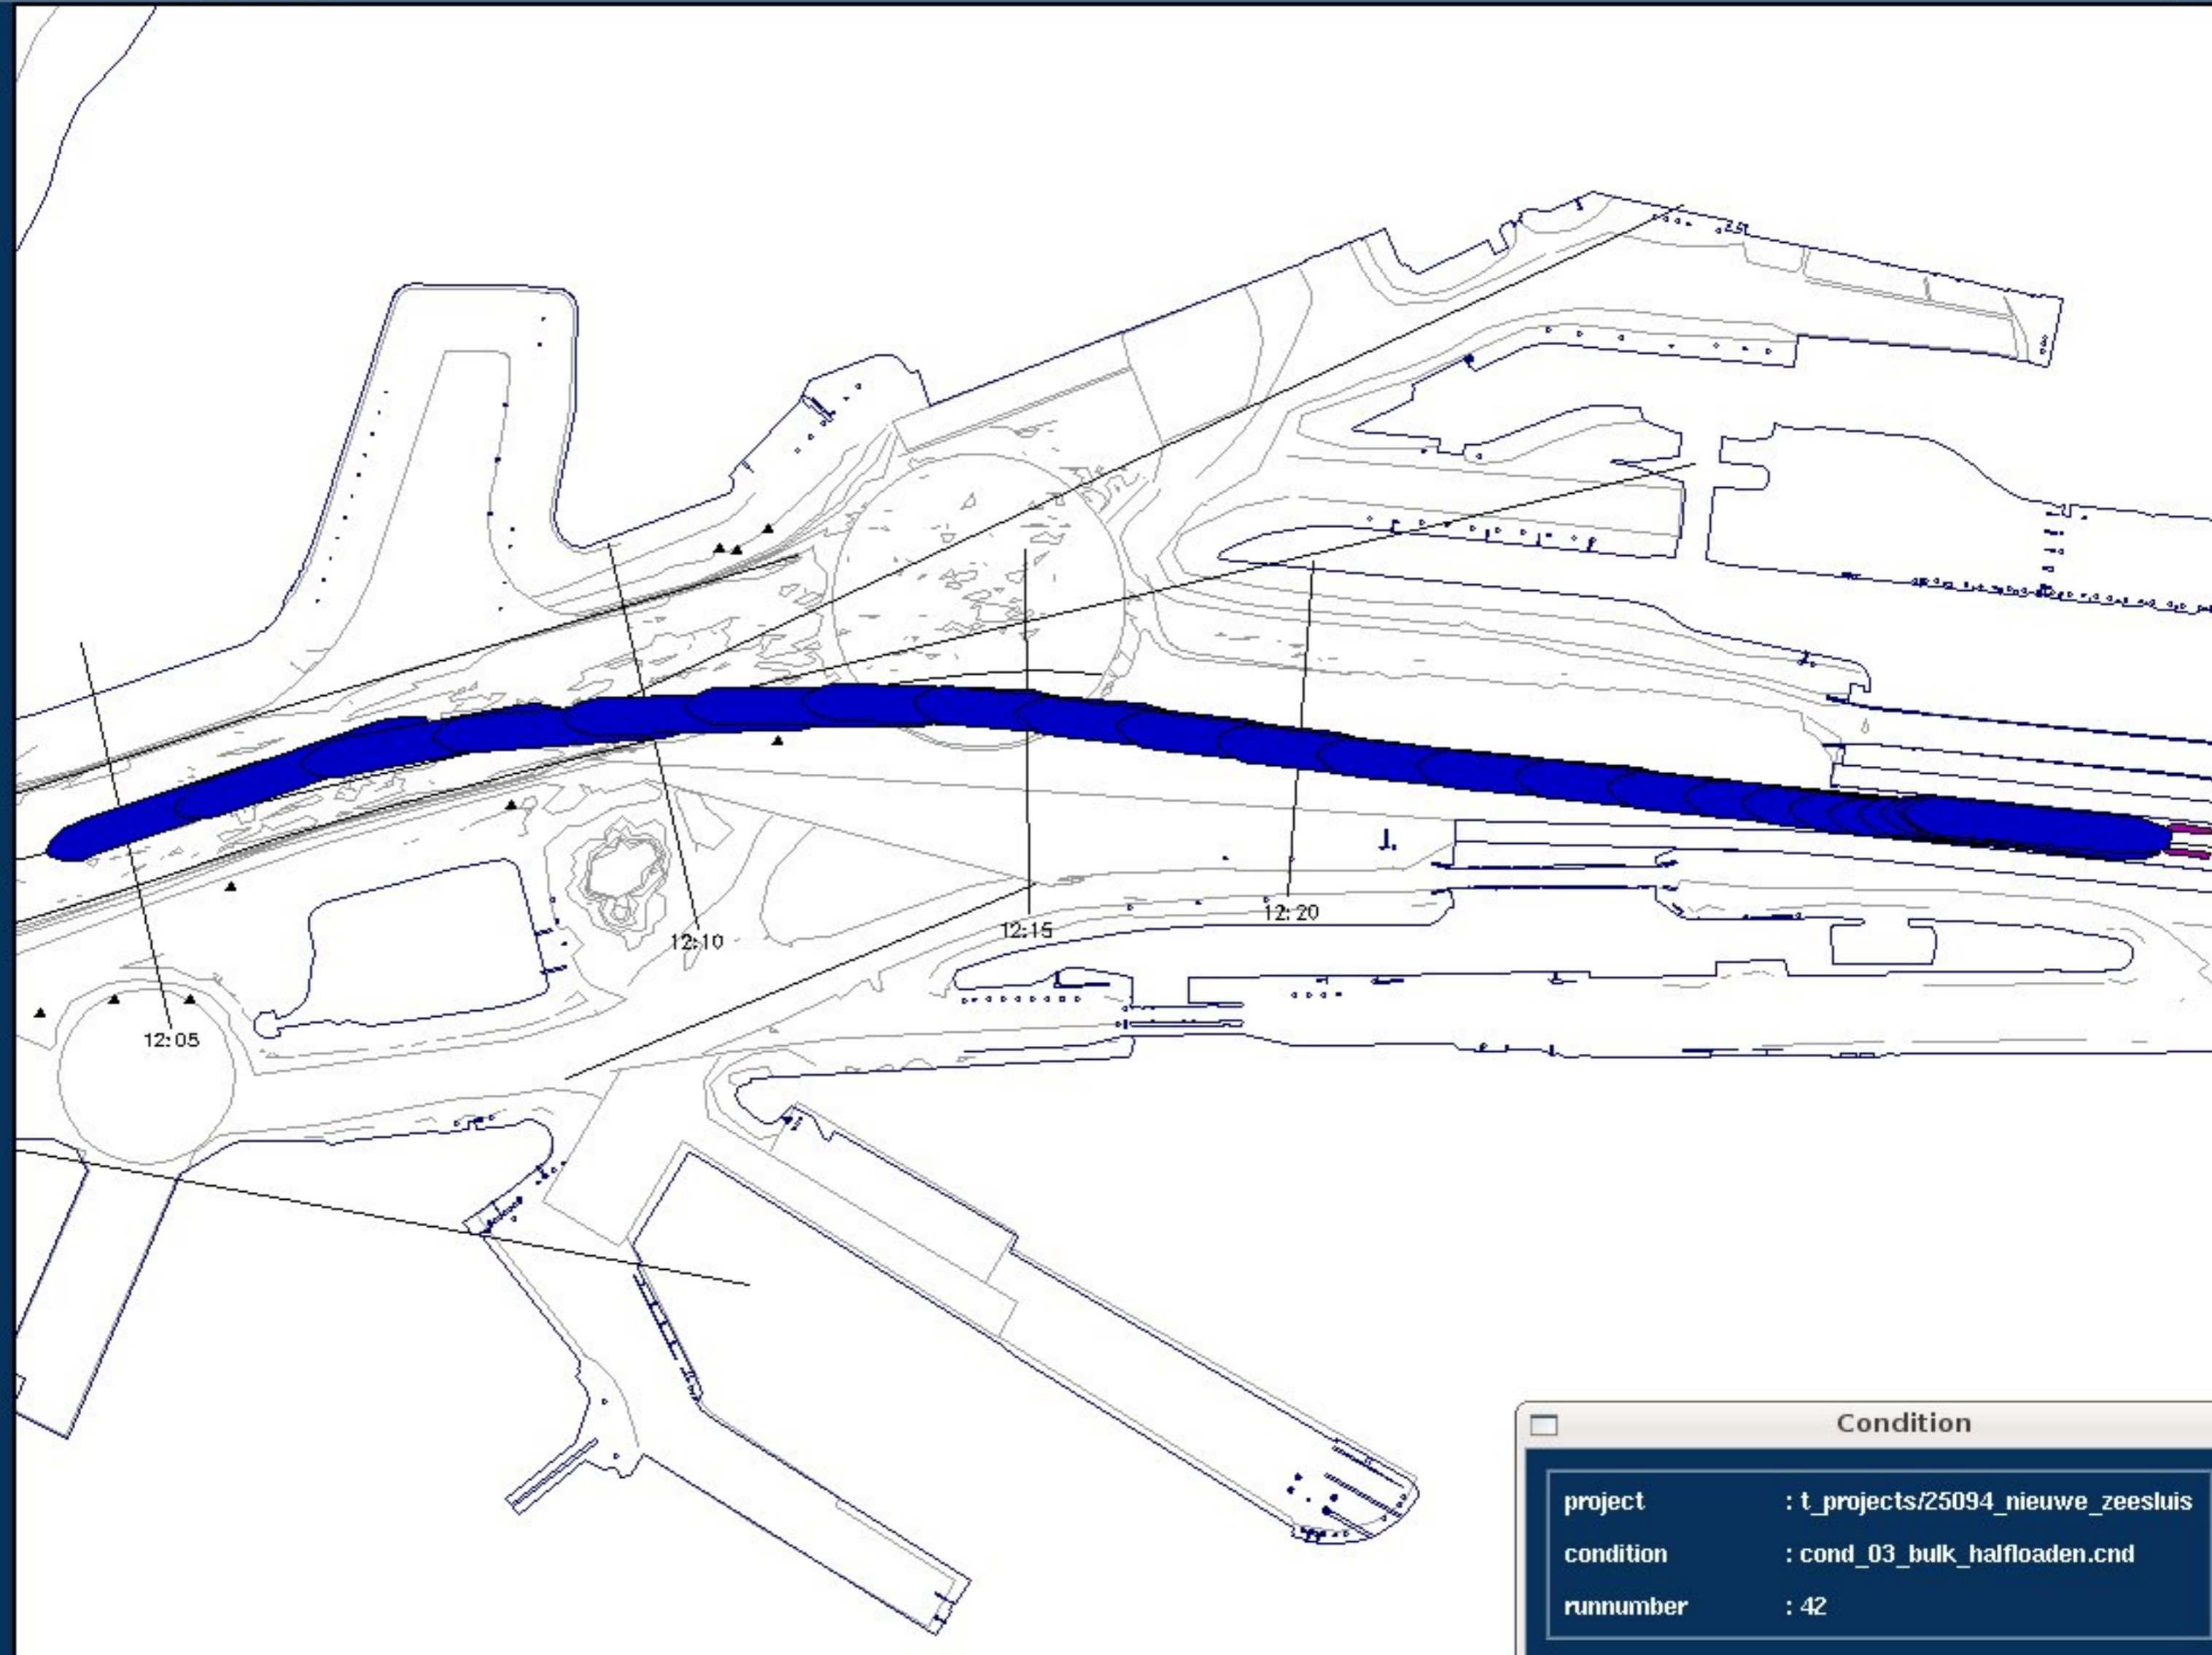 12:20
12:15
12:10
12:05
Condition
project : t_projects/25094_nieuwe_zeesluis
condition : cond_03_bulk_halfloaden.cnd
runnumber : 42